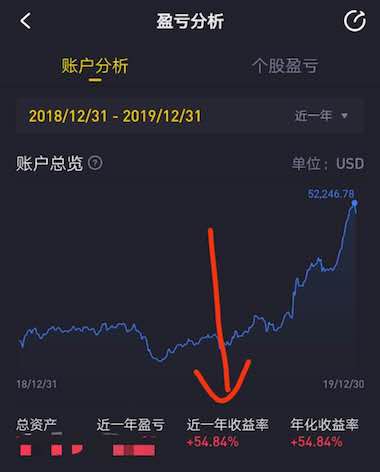 盈亏分析
账户分析 个股盈亏
2018/12/31 - 2019/12/31 近一年
账户总览 ? 单位：USD
52,246.78
18/12/31 19/12/30
总资产 近一年盈亏 近一年收益率 年化收益率
+54.84% +54.84%